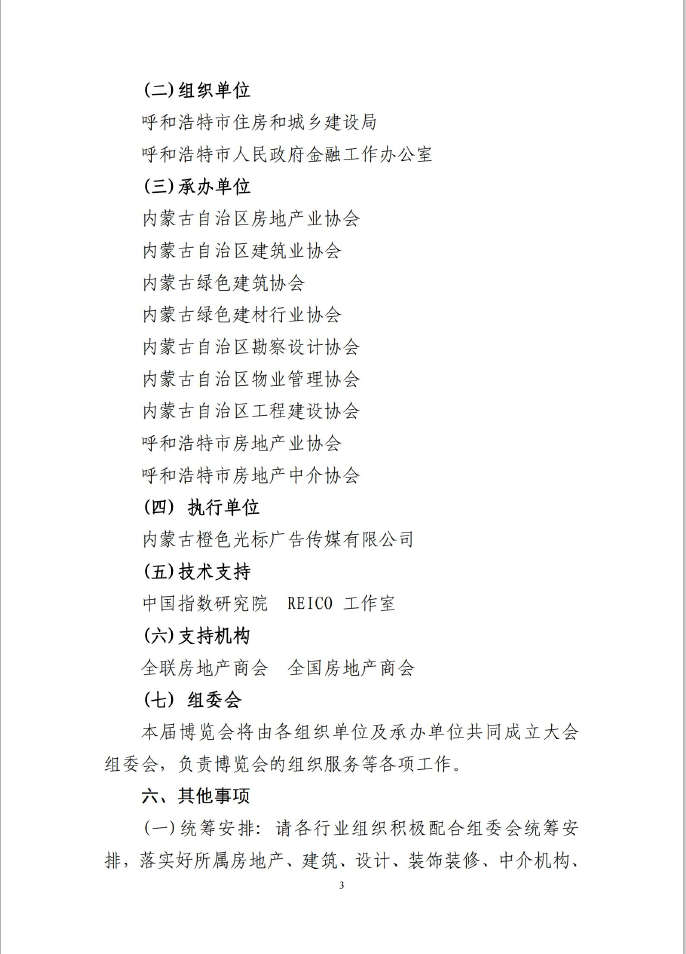 (二)组织单位
呼和浩特市住房和城乡建设局
呼和浩特市人民政府金融工作办公室
(三)承办单位
内蒙古自治区房地产业协会
内蒙古自治区建筑业协会
内蒙古绿色建筑协会
内蒙古绿色建材行业协会
内蒙古自治区勘察设计协会
内蒙古自治区物业管理协会
内蒙古自治区工程建设协会
呼和浩特市房地产业协会
呼和浩特市房地产中介协会
(四) 执行单位
内蒙古橙色光标广告传媒有限公司
(五)技术支持
中国指数研究院 REICO 工作室
(六)支持机构
全联房地产商会 全国房地产商会
(七) 组委会
本届博览会将由各组织单位及承办单位共同成立大会
组委会，负责博览会的组织服务等各项工作。
六、其他事项
(一)统筹安排：请各行业组织积极配合组委会统筹安
排，落实好所属房地产、建筑、设计、装饰装修、中介机构、
3